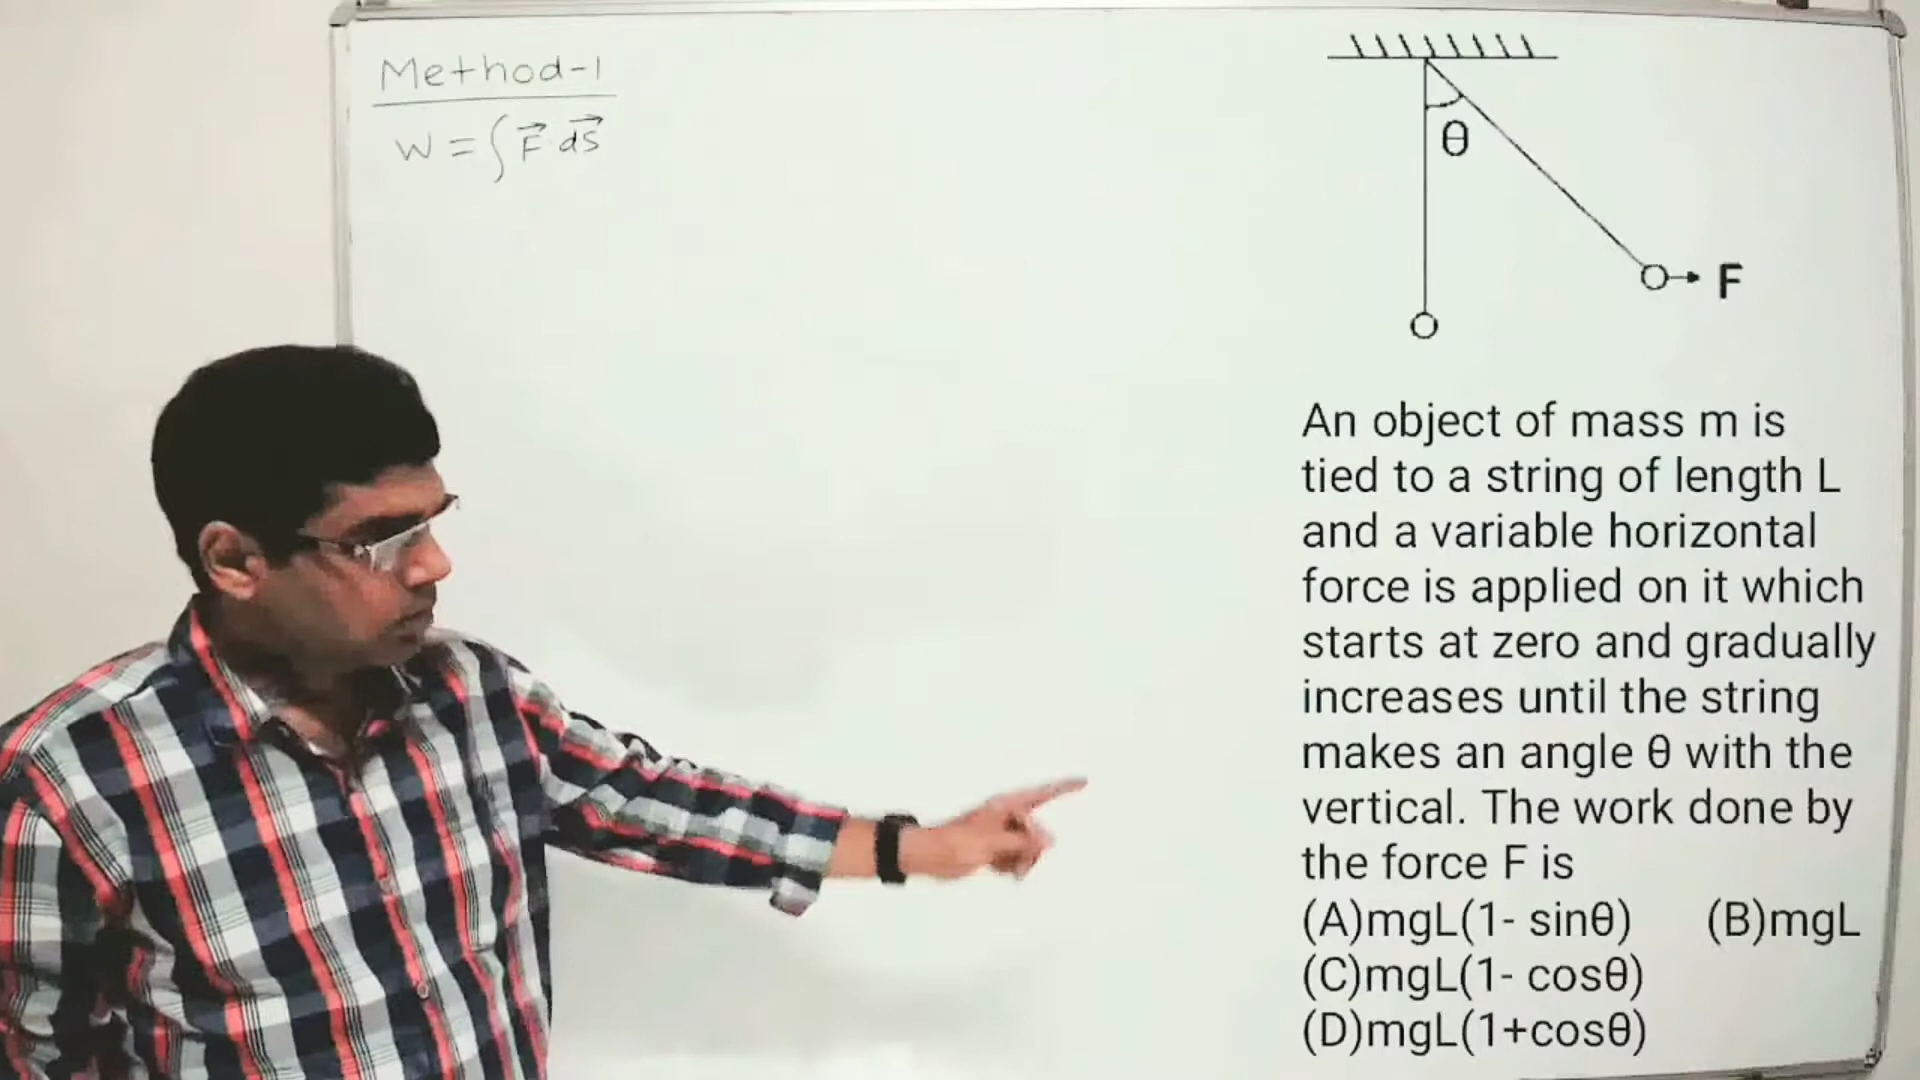 Method-1
W = ∫ F⃗ ds⃗
θ
F
An object of mass m is
tied to a string of length L
and a variable horizontal
force is applied on it which
starts at zero and gradually
increases until the string
makes an angle θ with the
vertical. The work done by
the force F is
(A)mgL(1- sinθ) (B)mgL
(C)mgL(1- cosθ)
(D)mgL(1+cosθ)